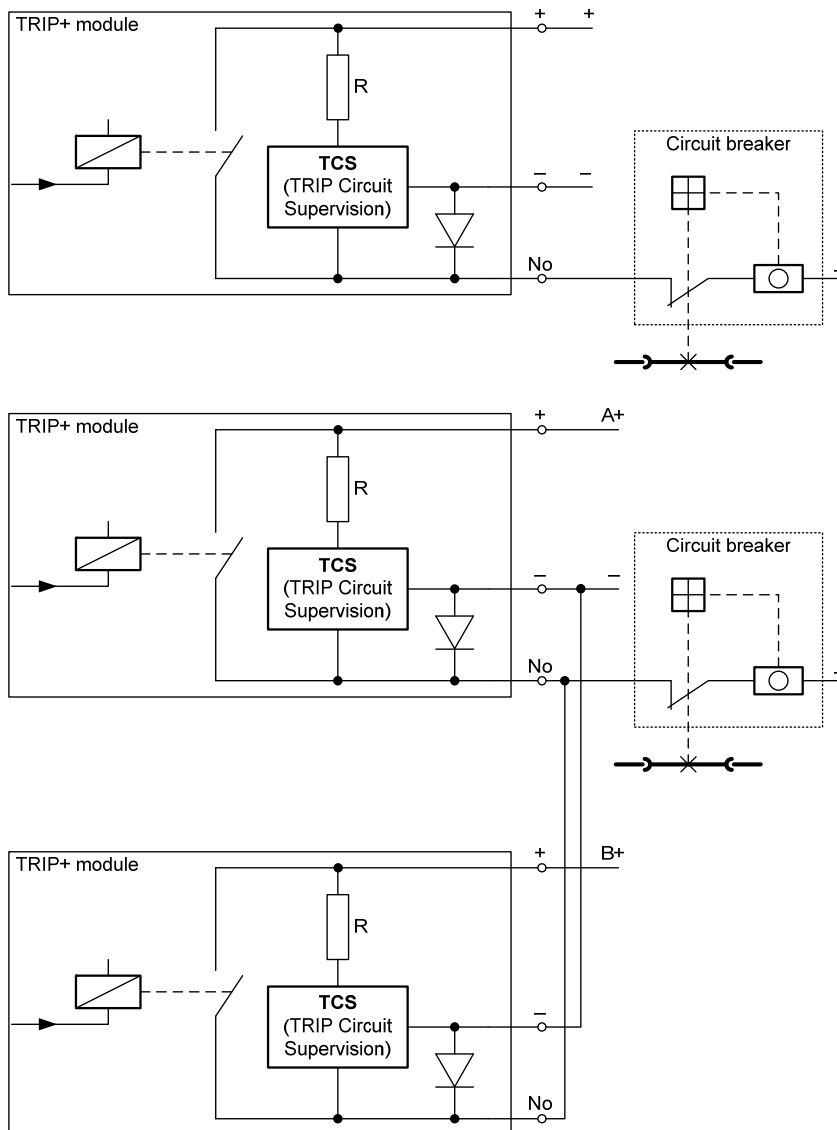 TRIP+ module
+ +
R
TCS
(TRIP Circuit
Supervision)
– –
No
Circuit breaker
–
TRIP+ module
+ A+
R
TCS
(TRIP Circuit
Supervision)
– –
No
Circuit breaker
–
TRIP+ module
+ B+
R
TCS
(TRIP Circuit
Supervision)
–
No